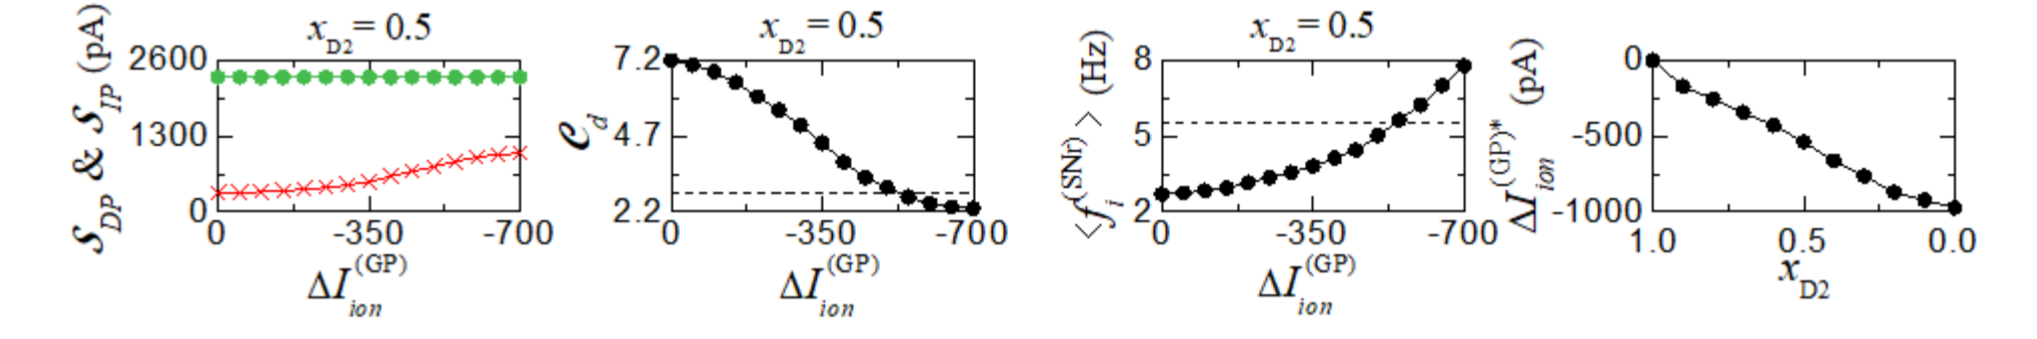 x_D2 = 0.5
S_DP & S_IP (pA)
2600
1300
0
0 -350 -700
ΔI_ion^(GP)
x_D2 = 0.5
C_d
7.2
4.7
2.2
0 -350 -700
ΔI_ion^(GP)
x_D2 = 0.5
<f_i^(SNr)> (Hz)
8
5
2
0 -350 -700
ΔI_ion^(GP)
ΔI_ion^(GP)* (pA)
0
-500
-1000
1.0 0.5 0.0
x_D2